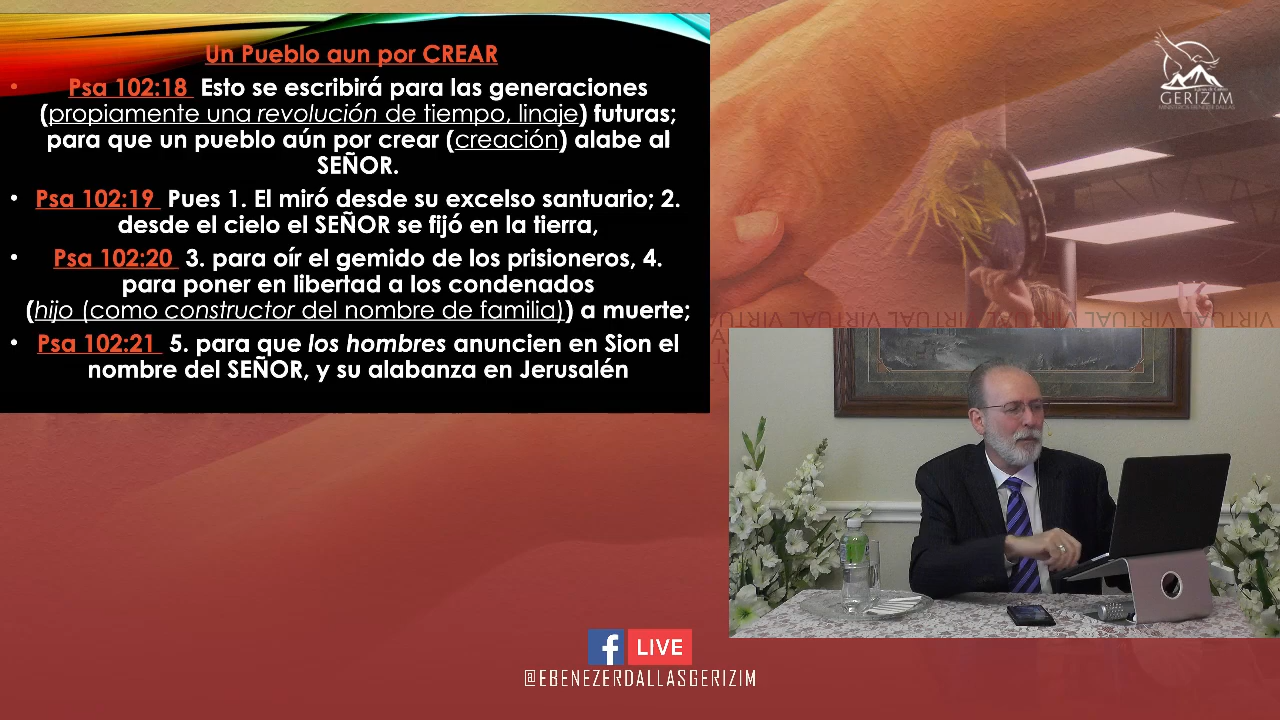 Un Pueblo aun por CREAR
• Psa 102:18 Esto se escribirá para las generaciones
(propiamente una revolución de tiempo, linaje) futuras;
para que un pueblo aún por crear (creación) alabe al
SEÑOR.
• Psa 102:19 Pues 1. El miró desde su excelso santuario; 2.
desde el cielo el SEÑOR se fijó en la tierra,
• Psa 102:20 3. para oír el gemido de los prisioneros, 4.
para poner en libertad a los condenados
(hijo (como constructor del nombre de familia)) a muerte;
• Psa 102:21 5. para que los hombres anuncien en Sion el
nombre del SEÑOR, y su alabanza en Jerusalén
GERIZIM
VIRTUAL VIRTUAL VIRTUAL VIRTUAL
f LIVE
@EBENEZERDALLASGERIZIM